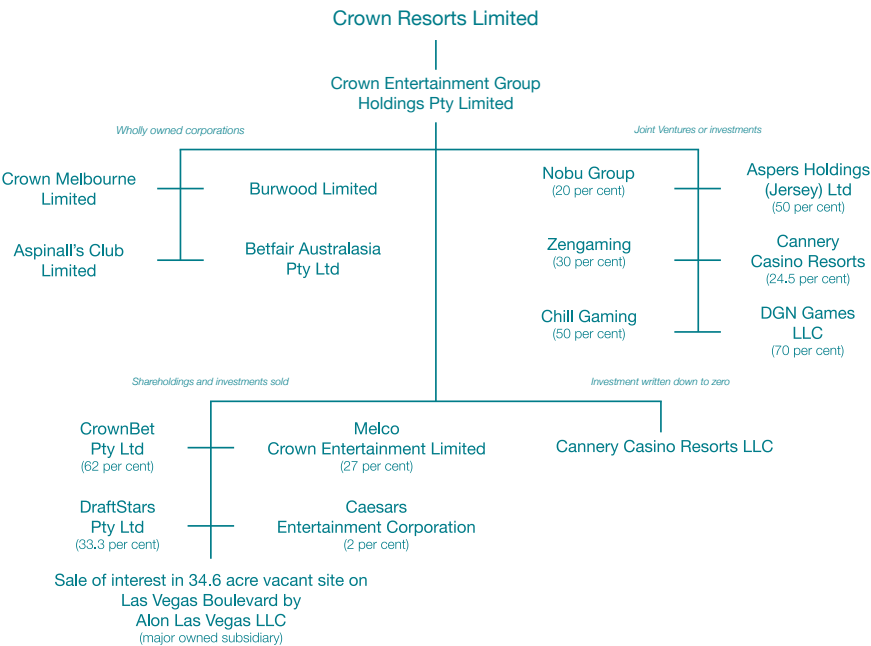 Crown Resorts Limited
Crown Entertainment Group
Holdings Pty Limited
Wholly owned corporations
Crown Melbourne
Limited
Burwood Limited
Aspinall's Club
Limited
Betfair Australasia
Pty Ltd
Joint Ventures or investments
Nobu Group
(20 per cent)
Aspers Holdings
(Jersey) Ltd
(50 per cent)
Zengaming
(30 per cent)
Cannery
Casino Resorts
(24.5 per cent)
Chill Gaming
(50 per cent)
DGN Games
LLC
(70 per cent)
Shareholdings and investments sold
CrownBet
Pty Ltd
(62 per cent)
Melco
Crown Entertainment Limited
(27 per cent)
DraftStars
Pty Ltd
(33.3 per cent)
Caesars
Entertainment Corporation
(2 per cent)
Sale of interest in 34.6 acre vacant site on
Las Vegas Boulevard by
Alon Las Vegas LLC
(major owned subsidiary)
Investment written down to zero
Cannery Casino Resorts LLC